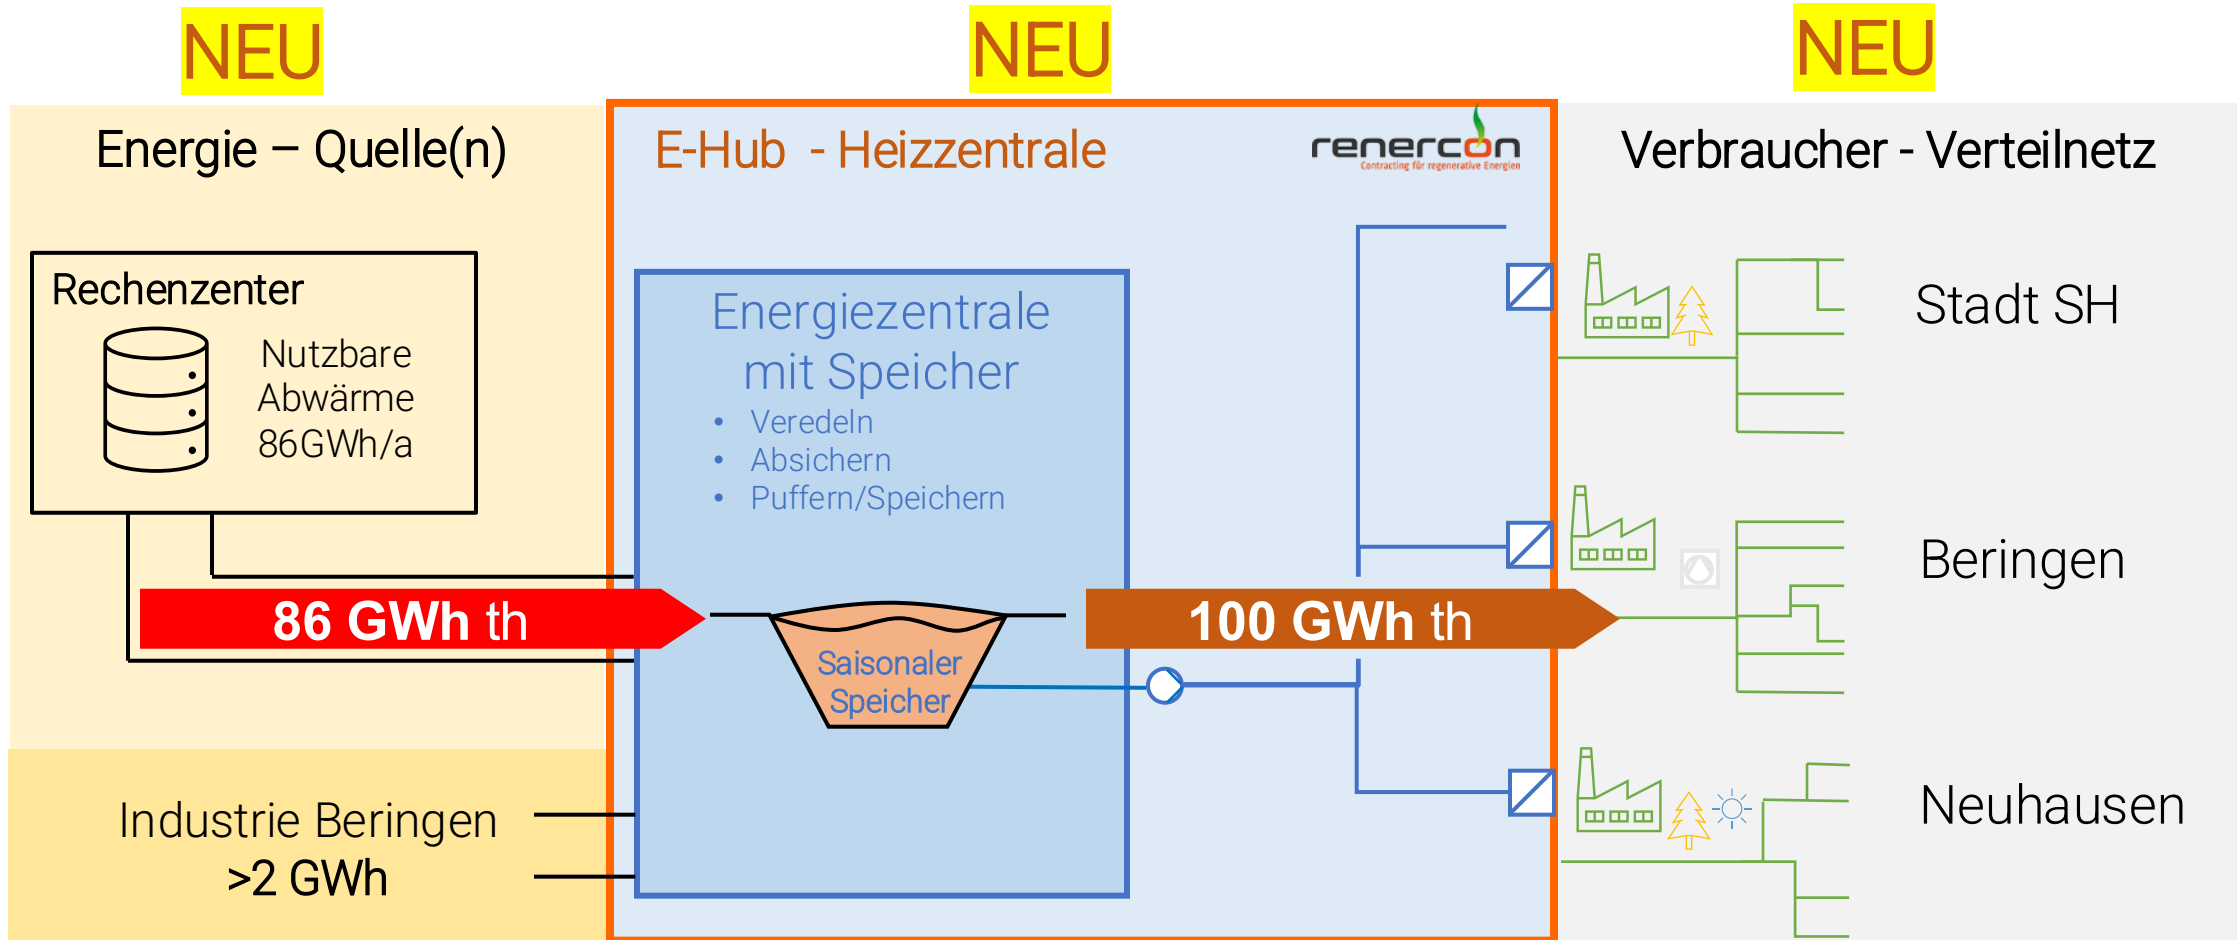 NEU
NEU
NEU
Energie – Quelle(n)
E-Hub - Heizzentrale
renercon
Contracting für regenerative Energien
Verbraucher - Verteilnetz
Rechenzenter
Nutzbare
Abwärme
86GWh/a
Energiezentrale
mit Speicher
• Veredeln
• Absichern
• Puffern/Speichern
Stadt SH
Beringen
86 GWh th
100 GWh th
Saisonaler
Speicher
Industrie Beringen
>2 GWh
Neuhausen